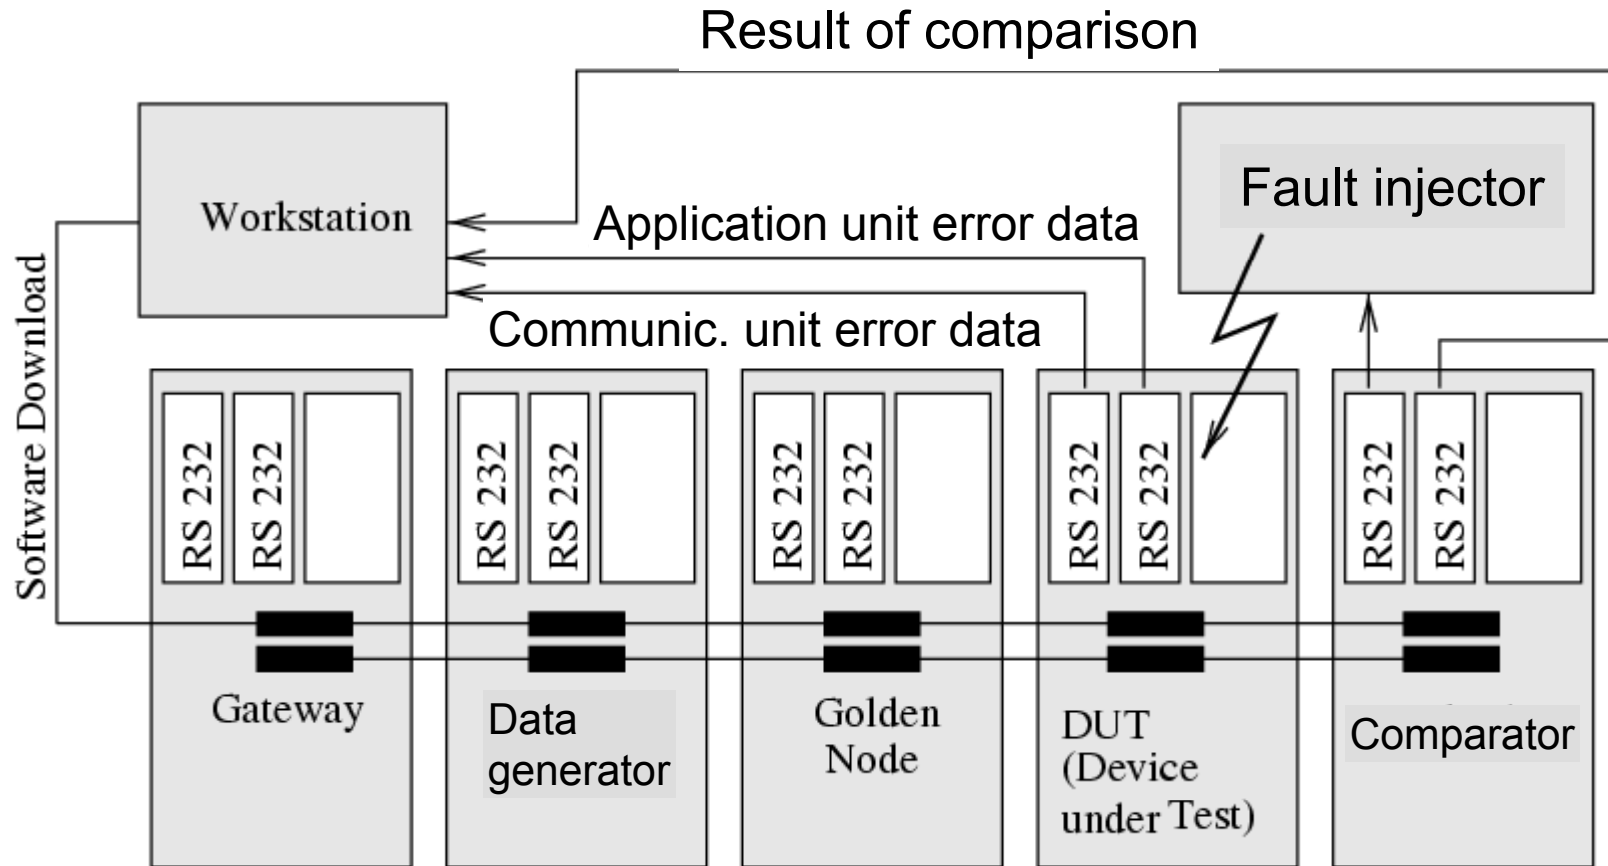 Result of comparison
Workstation
Fault injector
Application unit error data
Communic. unit error data
Software Download
RS 232
RS 232
RS 232
RS 232
RS 232
RS 232
RS 232
RS 232
RS 232
RS 232
Gateway
Data
generator
Golden
Node
DUT
(Device
under Test)
Comparator